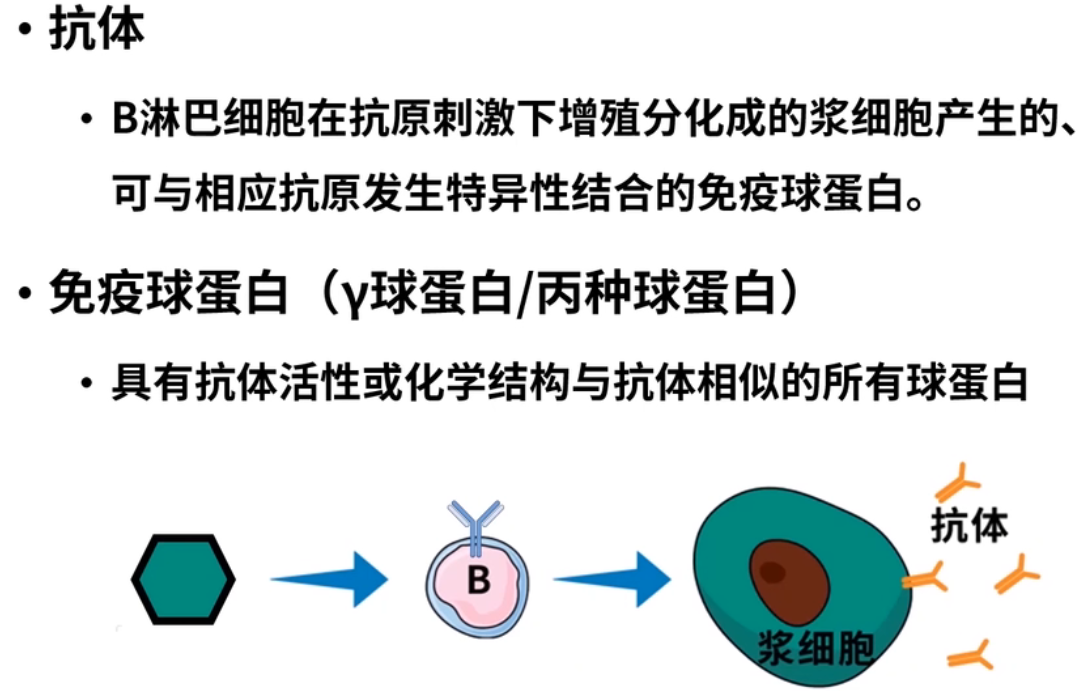 • 抗体
• B淋巴细胞在抗原刺激下增殖分化成的浆细胞产生的、
可与相应抗原发生特异性结合的免疫球蛋白。
• 免疫球蛋白（γ球蛋白/丙种球蛋白）
• 具有抗体活性或化学结构与抗体相似的所有球蛋白
抗体
B
浆细胞